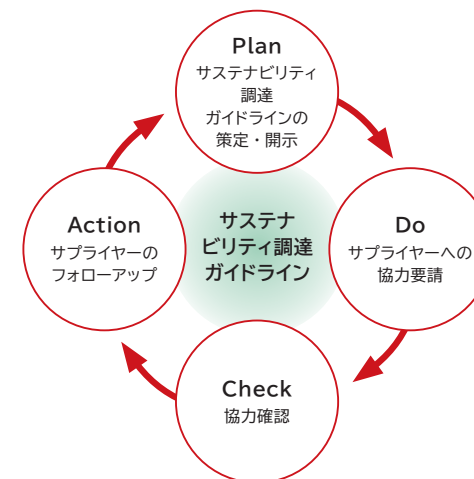 Plan
サステナビリティ
調達
ガイドラインの
策定・開示
Action
サプライヤーの
フォローアップ
サステナ
ビリティ調達
ガイドライン
Do
サプライヤーへの
協力要請
Check
協力確認